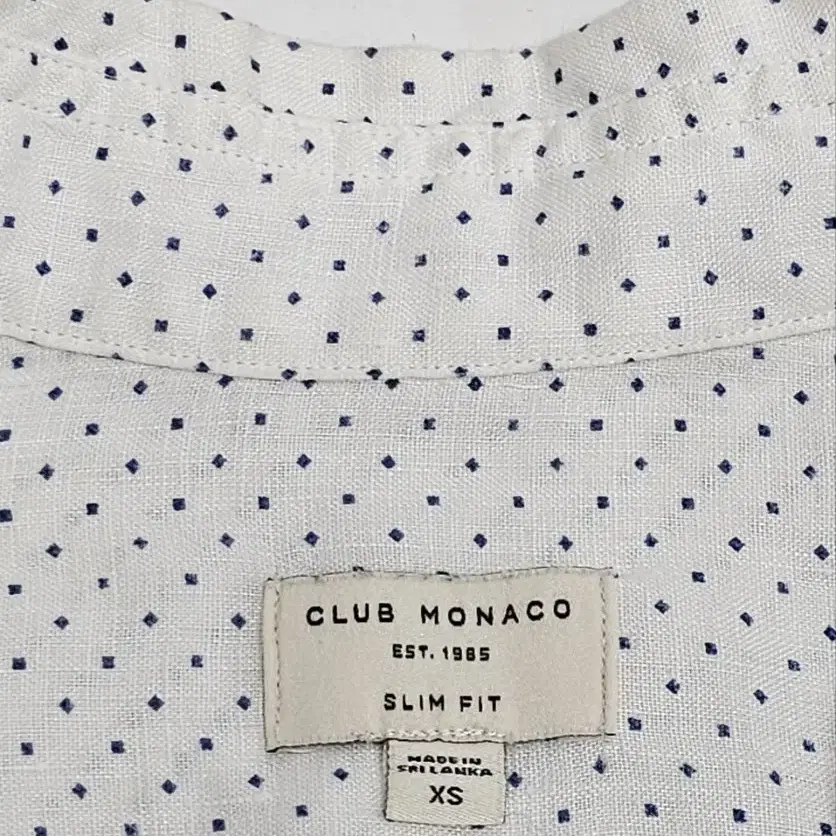 CLUB MONACO
EST. 1985
SLIM FIT
MADE IN
SRI LANKA
XS